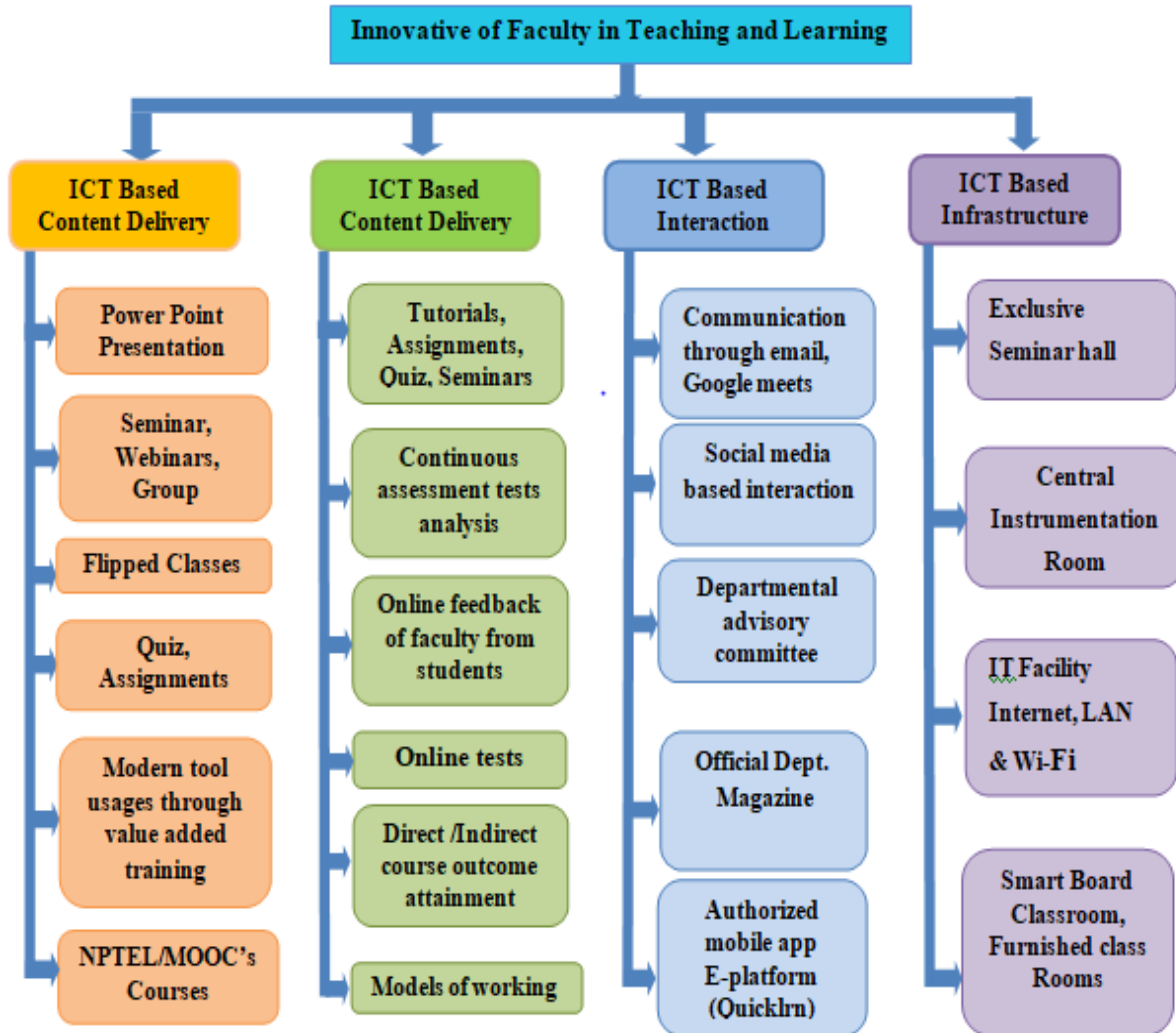 Innovative of Faculty in Teaching and Learning
ICT Based
Content Delivery
Power Point
Presentation
Seminar,
Webinars,
Group
Flipped Classes
Quiz,
Assignments
Modern tool
usages through
value added
training
NPTEL/MOOC’s
Courses
ICT Based
Content Delivery
Tutorials,
Assignments,
Quiz, Seminars
Continuous
assessment tests
analysis
Online feedback
of faculty from
students
Online tests
Direct /Indirect
course outcome
attainment
Models of working
ICT Based
Interaction
Communication
through email,
Google meets
Social media
based interaction
Departmental
advisory
committee
Official Dept.
Magazine
Authorized
mobile app
E-platform
(Quicklrn)
ICT Based
Infrastructure
Exclusive
Seminar hall
Central
Instrumentation
Room
IT Facility
Internet, LAN
& Wi-Fi
Smart Board
Classroom,
Furnished class
Rooms